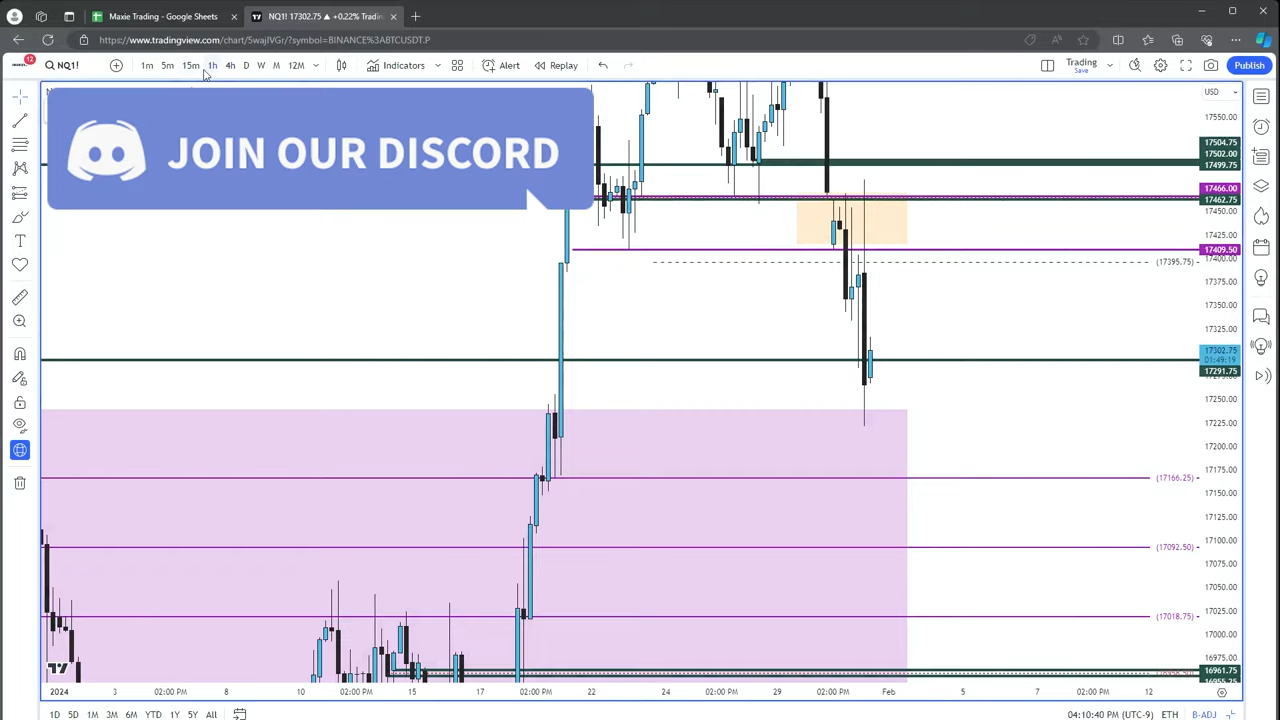 Maxie Trading - Google Sheets
NQ1! 17302.75 ▲ +0.22% Tradin
https://www.tradingview.com/chart/5wajIVGr/?symbol=BINANCE%3ABTCUSDT.P
12
NQ1!
1m 5m 15m 1h 4h D W M 12M
Indicators
Alert
Replay
Trading
Save
Publish
JOIN OUR DISCORD
USD
17550.00
17504.75
17502.00
17499.75
17466.00
17462.75
17450.00
17425.00
17409.50
17400.00
(17395.75)
17375.00
17350.00
17325.00
17302.75
01:49:19
17291.75
17250.00
17225.00
17200.00
17175.00
(17166.25)
17150.00
17125.00
17100.00
(17092.50)
17075.00
17050.00
17025.00
(17018.75)
17000.00
16975.00
16961.75
2024 3 02:00 PM 8 10 02:00 PM 15 17 02:00 PM 22 24 02:00 PM 29 02:00 PM Feb 5 7 02:00 PM 12
1D 5D 1M 3M 6M YTD 1Y 5Y All
04:10:40 PM (UTC-9) ETH B-ADJ